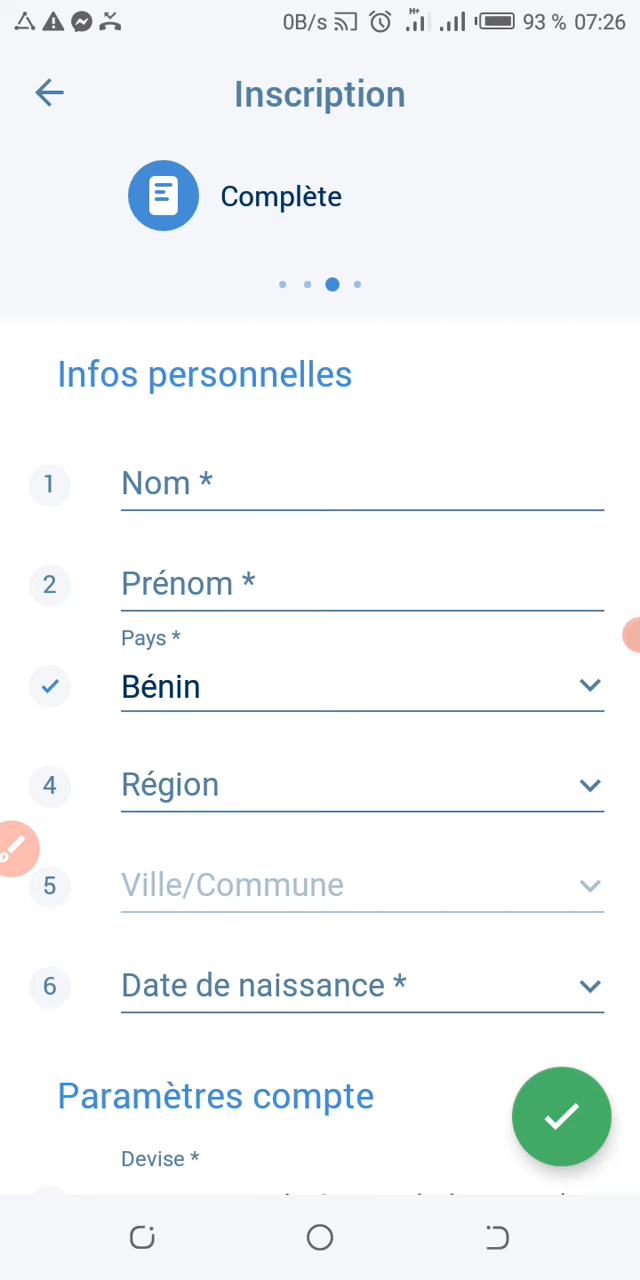 0B/s H+ 93 % 07:26
Inscription
Complète
Infos personnelles
1 Nom *
2 Prénom *
Pays *
Bénin
4 Région
5 Ville/Commune
6 Date de naissance *
Paramètres compte
Devise *